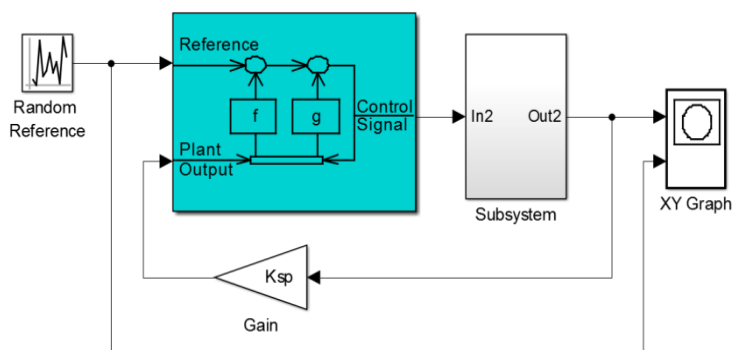 Random
Reference
Reference
f
g
Control
Signal
Plant
Output
In2
Out2
Subsystem
XY Graph
Ksp
Gain